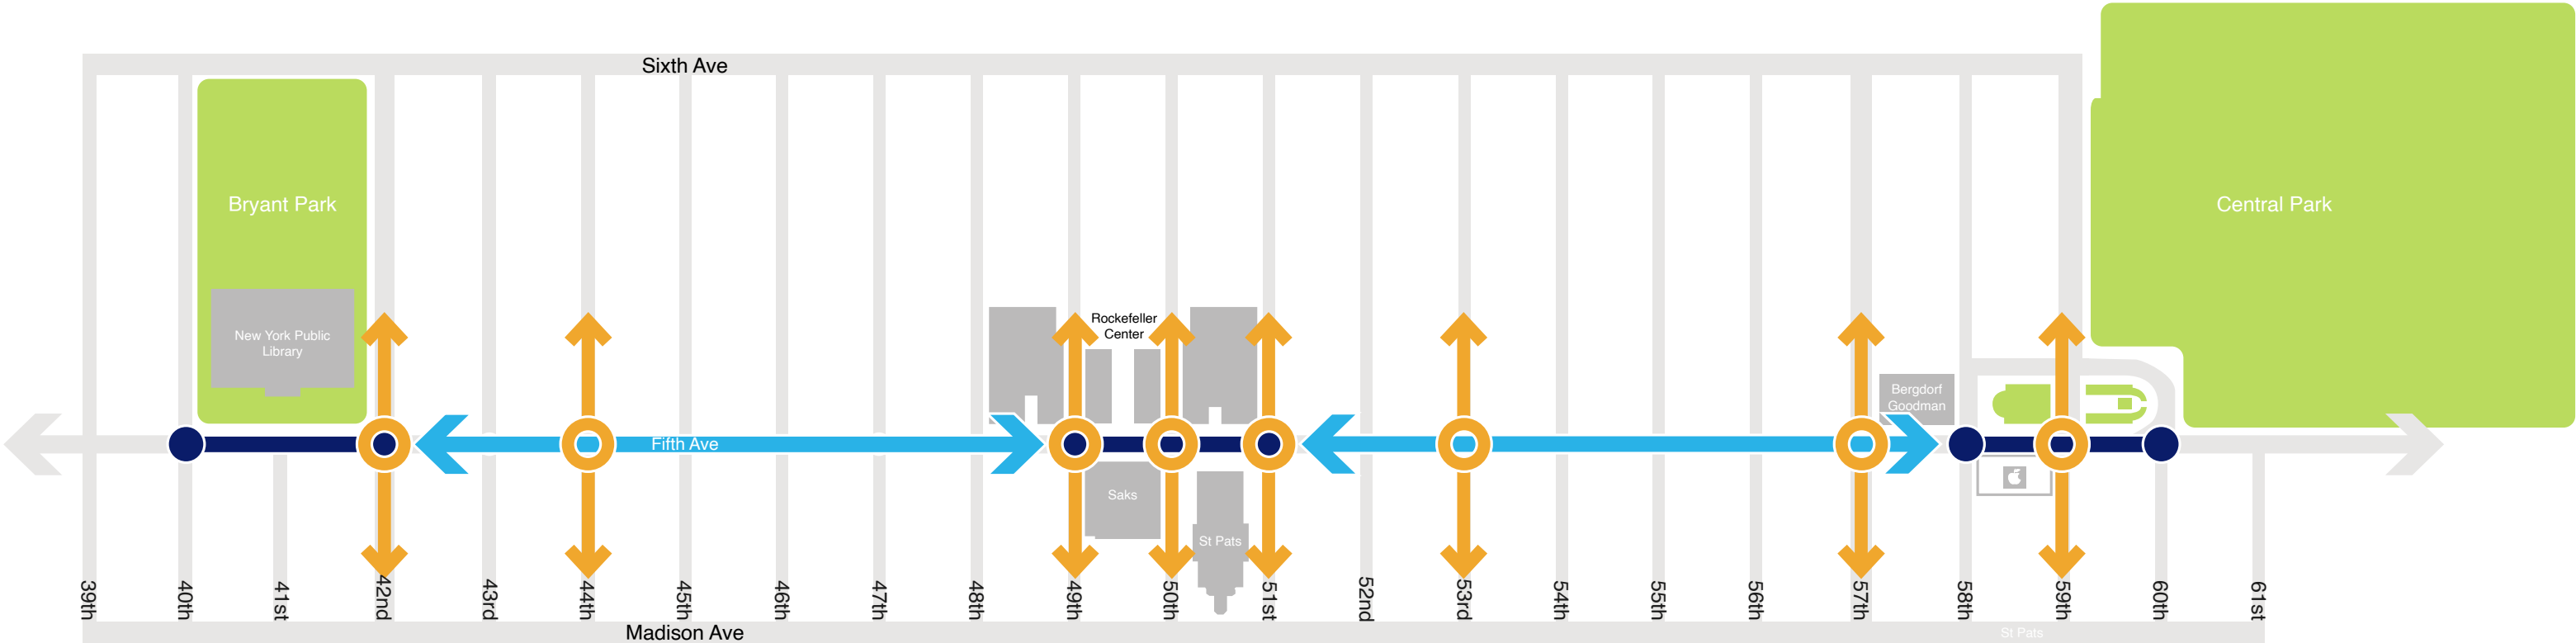 Sixth Ave
Bryant Park
Central Park
New York Public
Library
Rockefeller
Center
Bergdorf
Goodman
Fifth Ave
Saks
St Pats
39th
40th
41st
42nd
43rd
44th
45th
46th
47th
48th
49th
50th
51st
52nd
53rd
54th
55th
56th
57th
58th
59th
60th
61st
Madison Ave
St Pats